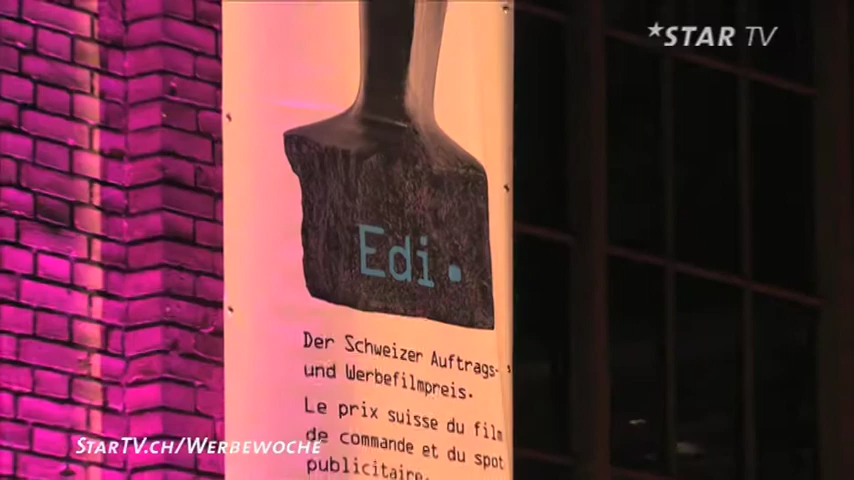 *STAR TV
Edi.
Der Schweizer Auftrags-
und Werbefilmpreis.
Le prix suisse du film
de commande et du spot
publicitaire.
STARTV.CH/WERBEWOCHE